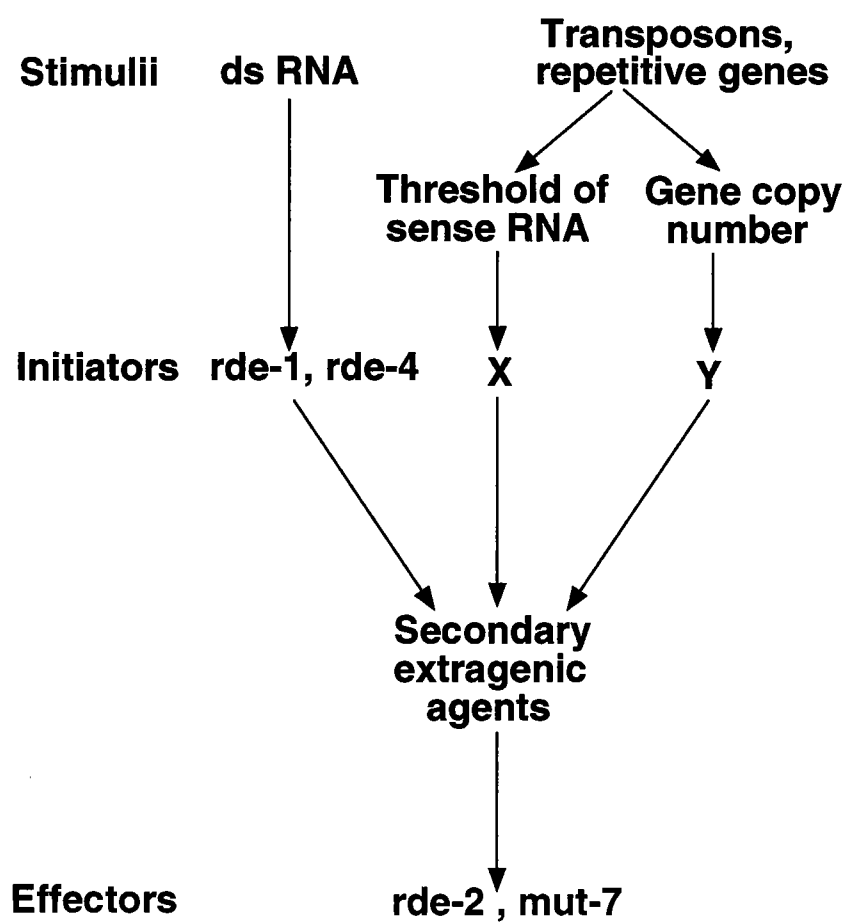 Transposons,
Stimulii ds RNA repetitive genes
Threshold of sense RNA
Gene copy number
Initiators rde-1, rde-4 X Y
Secondary
extragenic
agents
Effectors rde-2 , mut-7